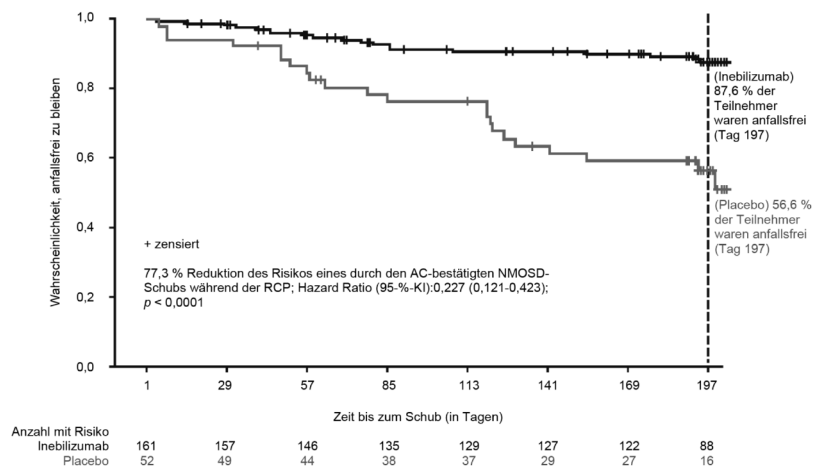 1,0
0,8
0,6
0,4
0,2
0,0
Wahrscheinlichkeit, anfallsfrei zu bleiben
(Inebilizumab)
87,6 % der
Teilnehmer
waren anfallsfrei
(Tag 197)
(Placebo) 56,6 %
der Teilnehmer
waren anfallsfrei
(Tag 197)
+ zensiert
77,3 % Reduktion des Risikos eines durch den AC-bestätigten NMOSD-
Schubs während der RCP; Hazard Ratio (95-%-KI):0,227 (0,121-0,423);
p < 0,0001
1 29 57 85 113 141 169 197
Zeit bis zum Schub (in Tagen)
Anzahl mit Risiko
Inebilizumab 161 157 146 135 129 127 122 88
Placebo 52 49 44 38 37 29 27 16